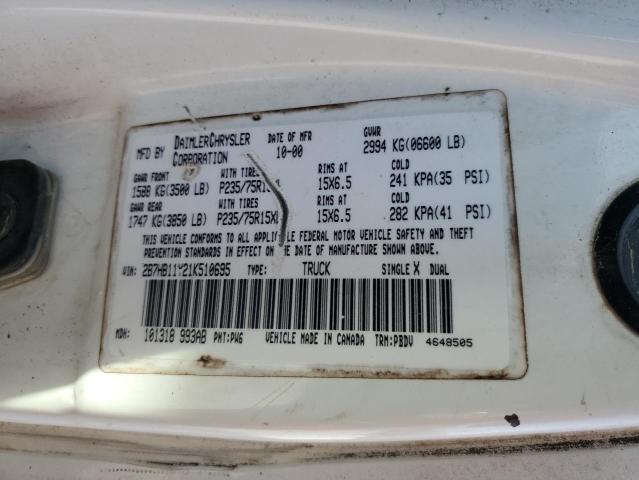 MFD BY DAIMLERCHRYSLER CORPORATION DATE OF MFR 10-00 GVWR 2994 KG(06600 LB)
GAWR FRONT WITH TIRES RIMS AT COLD
1588 KG(3500 LB) P235/75R15XL 15X6.5 241 KPA(35 PSI)
GAWR REAR WITH TIRES RIMS AT COLD
1747 KG(3850 LB) P235/75R15XL 15X6.5 282 KPA(41 PSI)
THIS VEHICLE CONFORMS TO ALL APPLICABLE FEDERAL MOTOR VEHICLE SAFETY AND THEFT
PREVENTION STANDARDS IN EFFECT ON THE DATE OF MANUFACTURE SHOWN ABOVE.
VIN: 2B7HB11Y21K510695 TYPE: TRUCK SINGLE X DUAL
MDH: 101318 993AB PNT:PW6 VEHICLE MADE IN CANADA TRM:PBDV 4648505